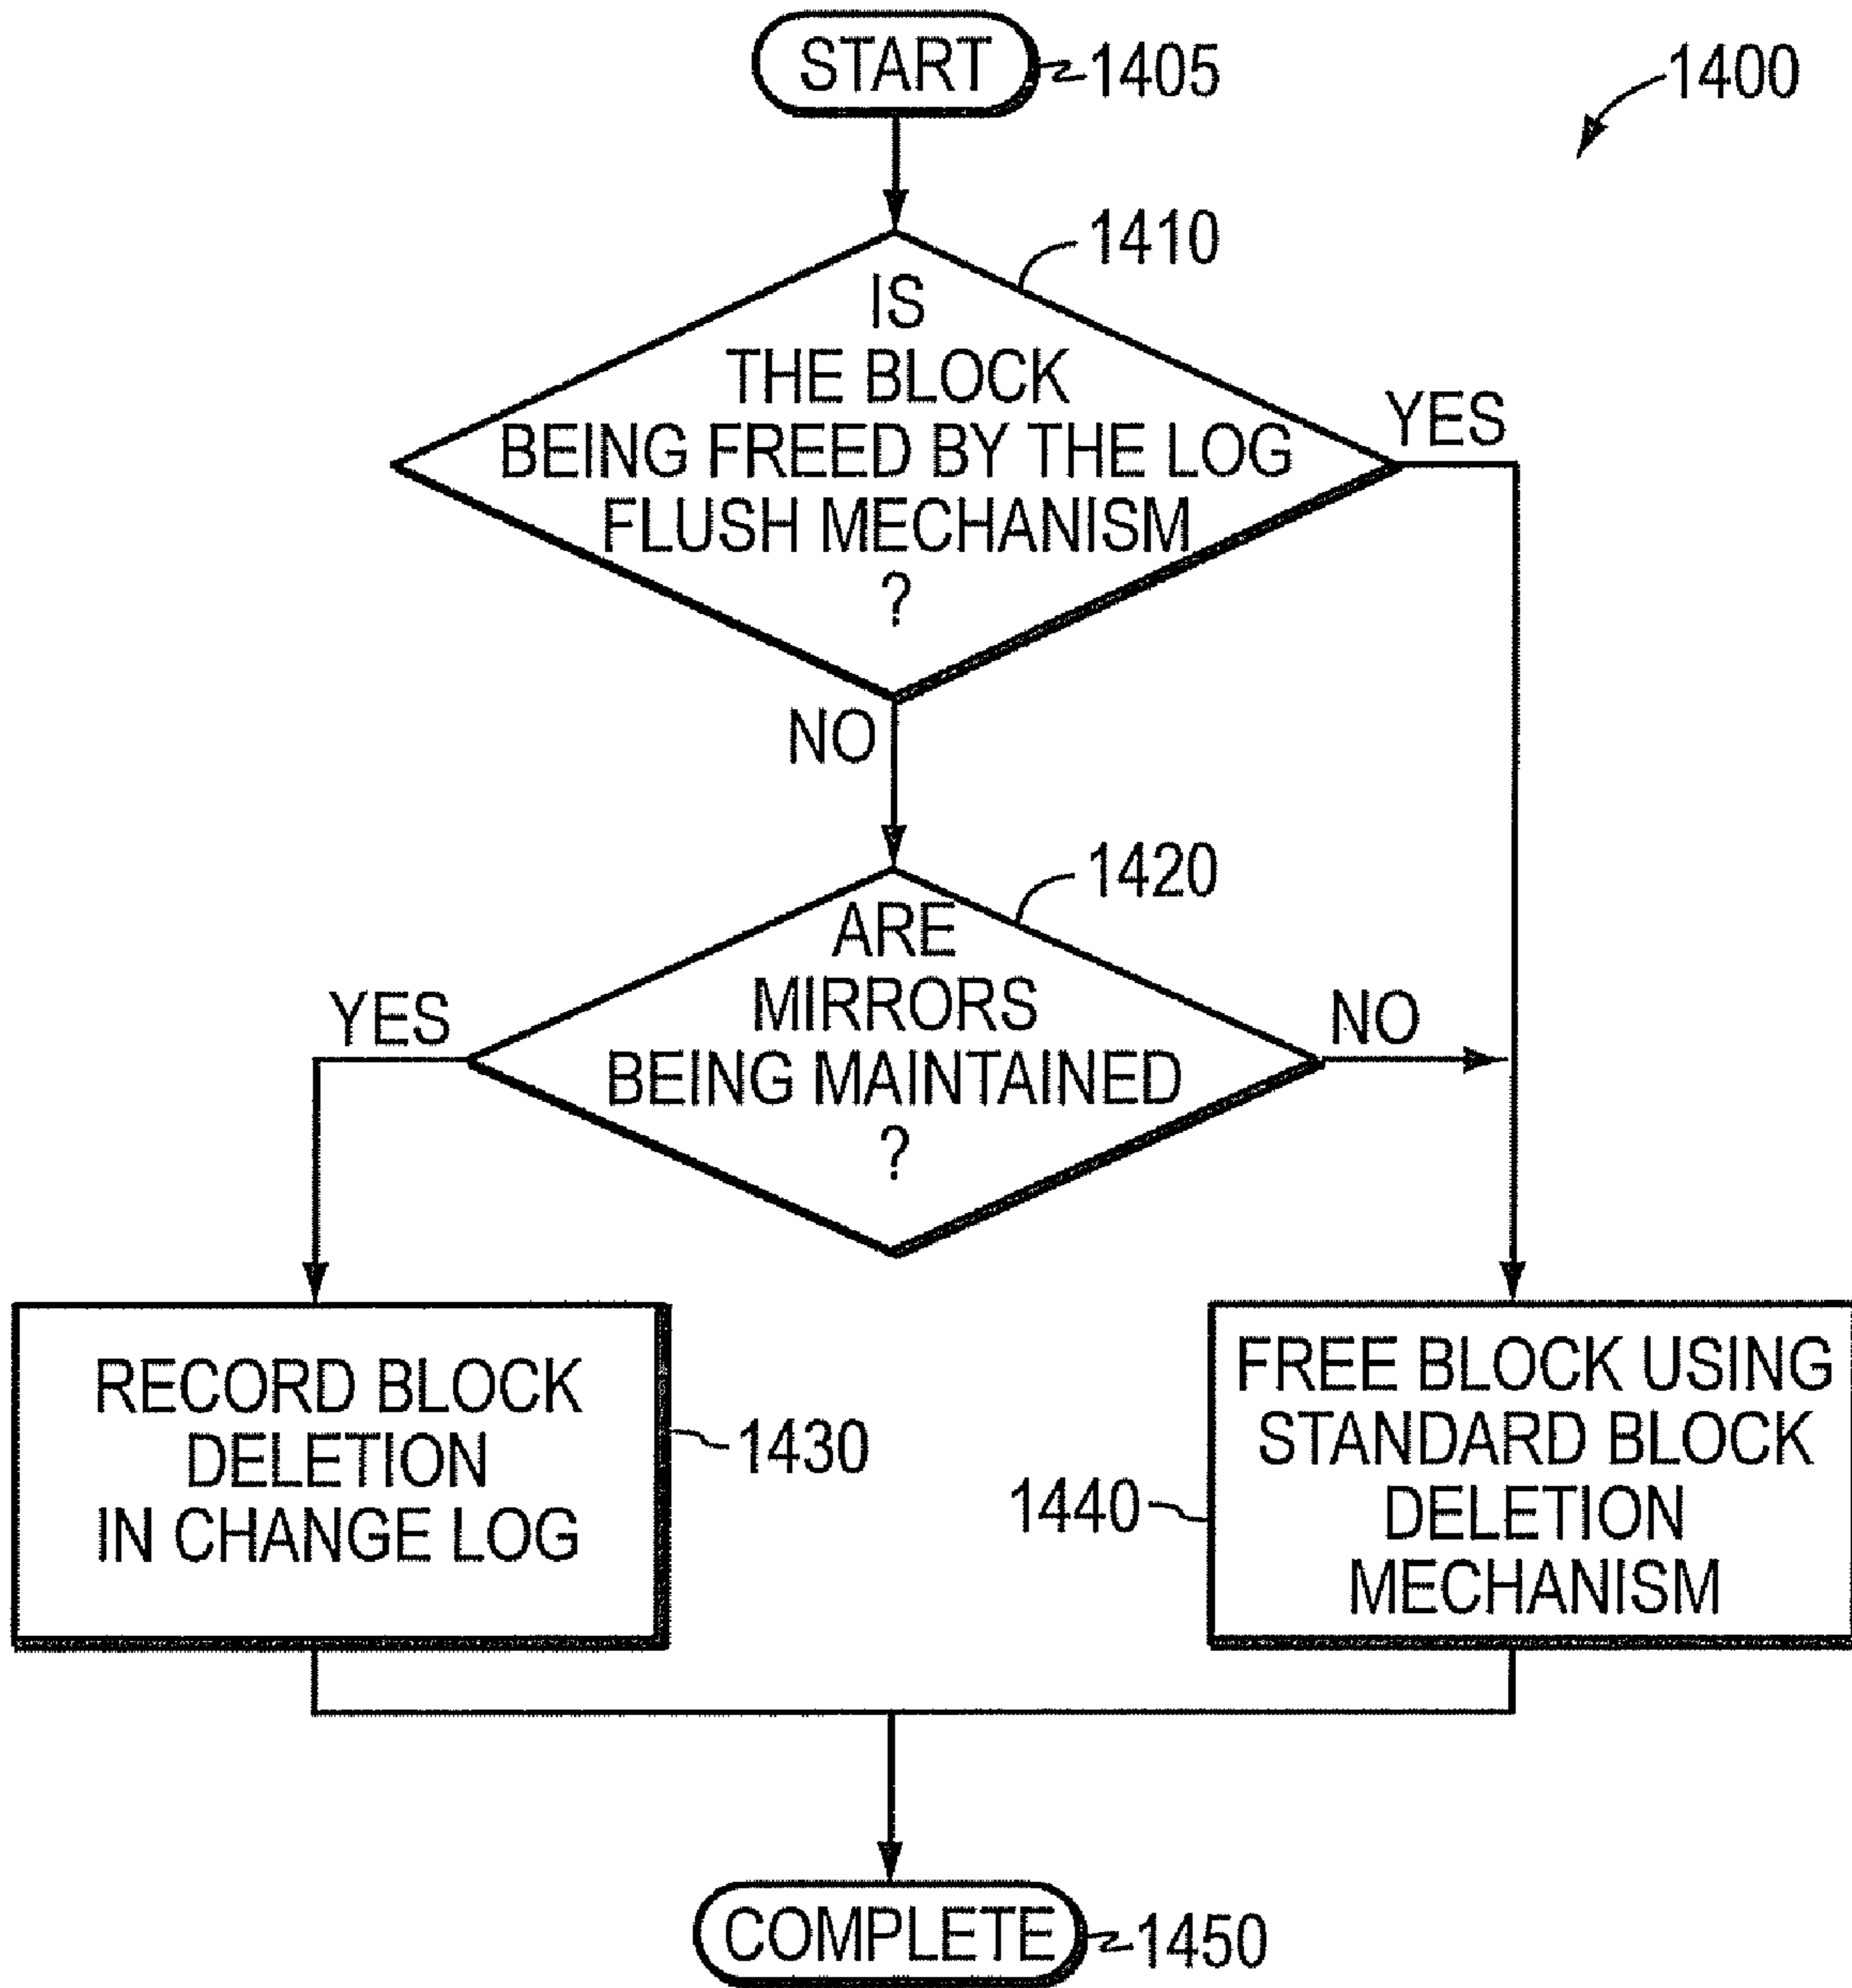 START
1405
1400
1410
IS
THE BLOCK
BEING FREED BY THE LOG
FLUSH MECHANISM
?
YES
NO
1420
ARE
MIRRORS
BEING MAINTAINED
?
YES
NO
RECORD BLOCK
DELETION
IN CHANGE LOG
1430
FREE BLOCK USING
STANDARD BLOCK
DELETION
MECHANISM
1440
COMPLETE
1450